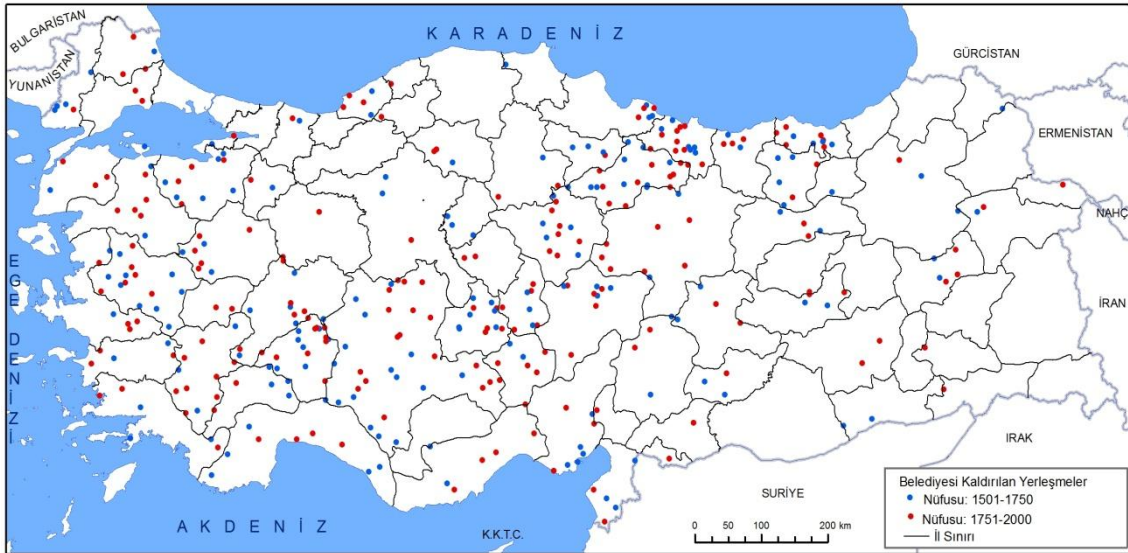 BULGARİSTAN
YUNANİSTAN
KARADENİZ
GÜRCİSTAN
ERMENİSTAN
NAHÇ
İRAN
EGE DENİZİ
IRAK
SURİYE
AKDENİZ
K.K.T.C.
0 50 100 200 km
Belediyesi Kaldırılan Yerleşmeler
Nüfusu: 1501-1750
Nüfusu: 1751-2000
İl Sınırı